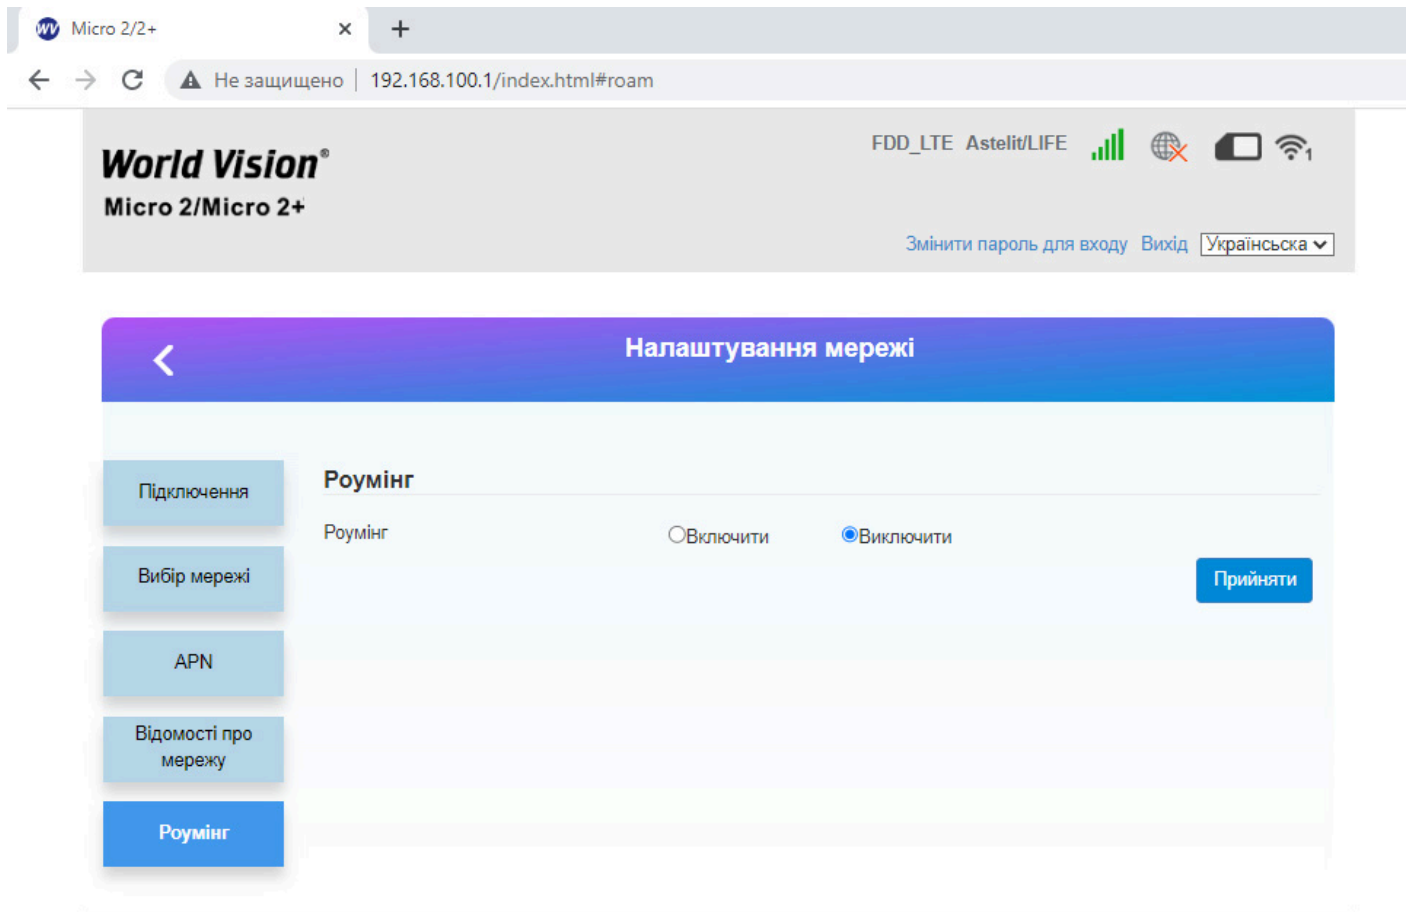 Micro 2/2+
Не защищено | 192.168.100.1/index.html#roam
FDD_LTE Astelit/LIFE
1
World Vision®
Micro 2/Micro 2+
Змінити пароль для входу Вихід Українсьска
Налаштування мережі
Підключення
Вибір мережі
APN
Відомості про
мережу
Роумінг
Роумінг
Роумінг
Включити
Виключити
Прийняти